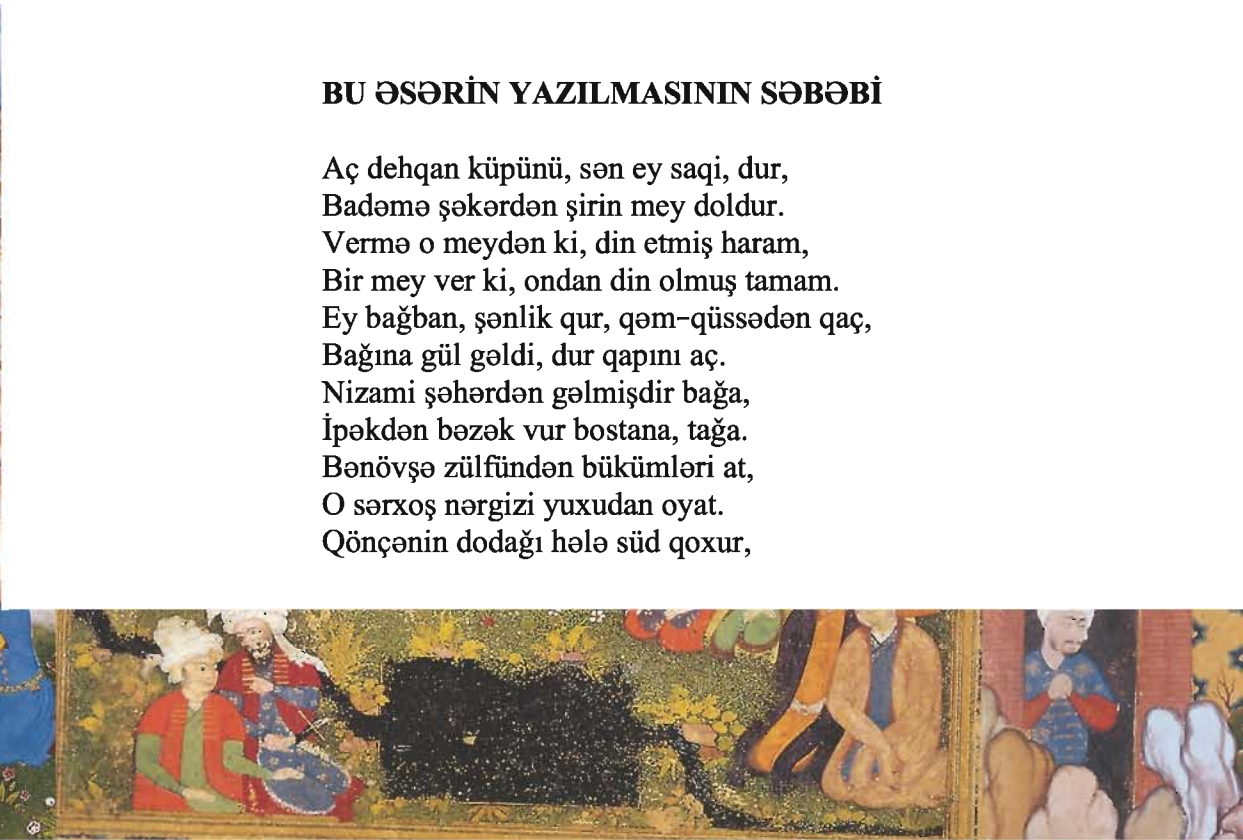 BU ƏSƏRİN YAZILMASININ SƏBƏBİ
Aç dehqan küpünü, sən ey saqi, dur,
Badəmə şəkərdən şirin mey doldur.
Vermə o meydən ki, din etmiş haram,
Bir mey ver ki, ondan din olmuş tamam.
Ey bağban, şənlik qur, qəm-qüssədən qaç,
Bağına gül gəldi, dur qapını aç.
Nizami şəhərdən gəlmişdir bağa,
İpəkdən bəzək vur bostana, tağa.
Bənövşə zülfündən bükümləri at,
O sərxoş nərgizi yuxudan oyat.
Qönçənin dodağı hələ süd qoxur,